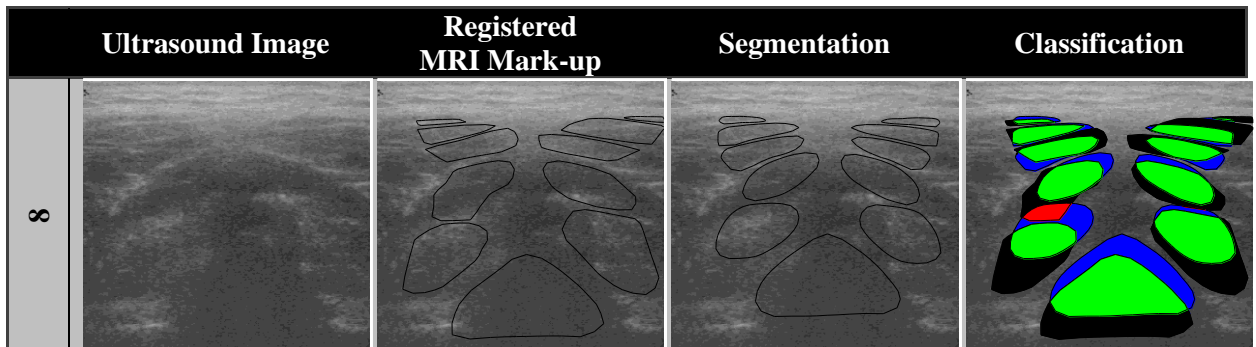 Ultrasound Image
Registered
MRI Mark-up
Segmentation
Classification
8